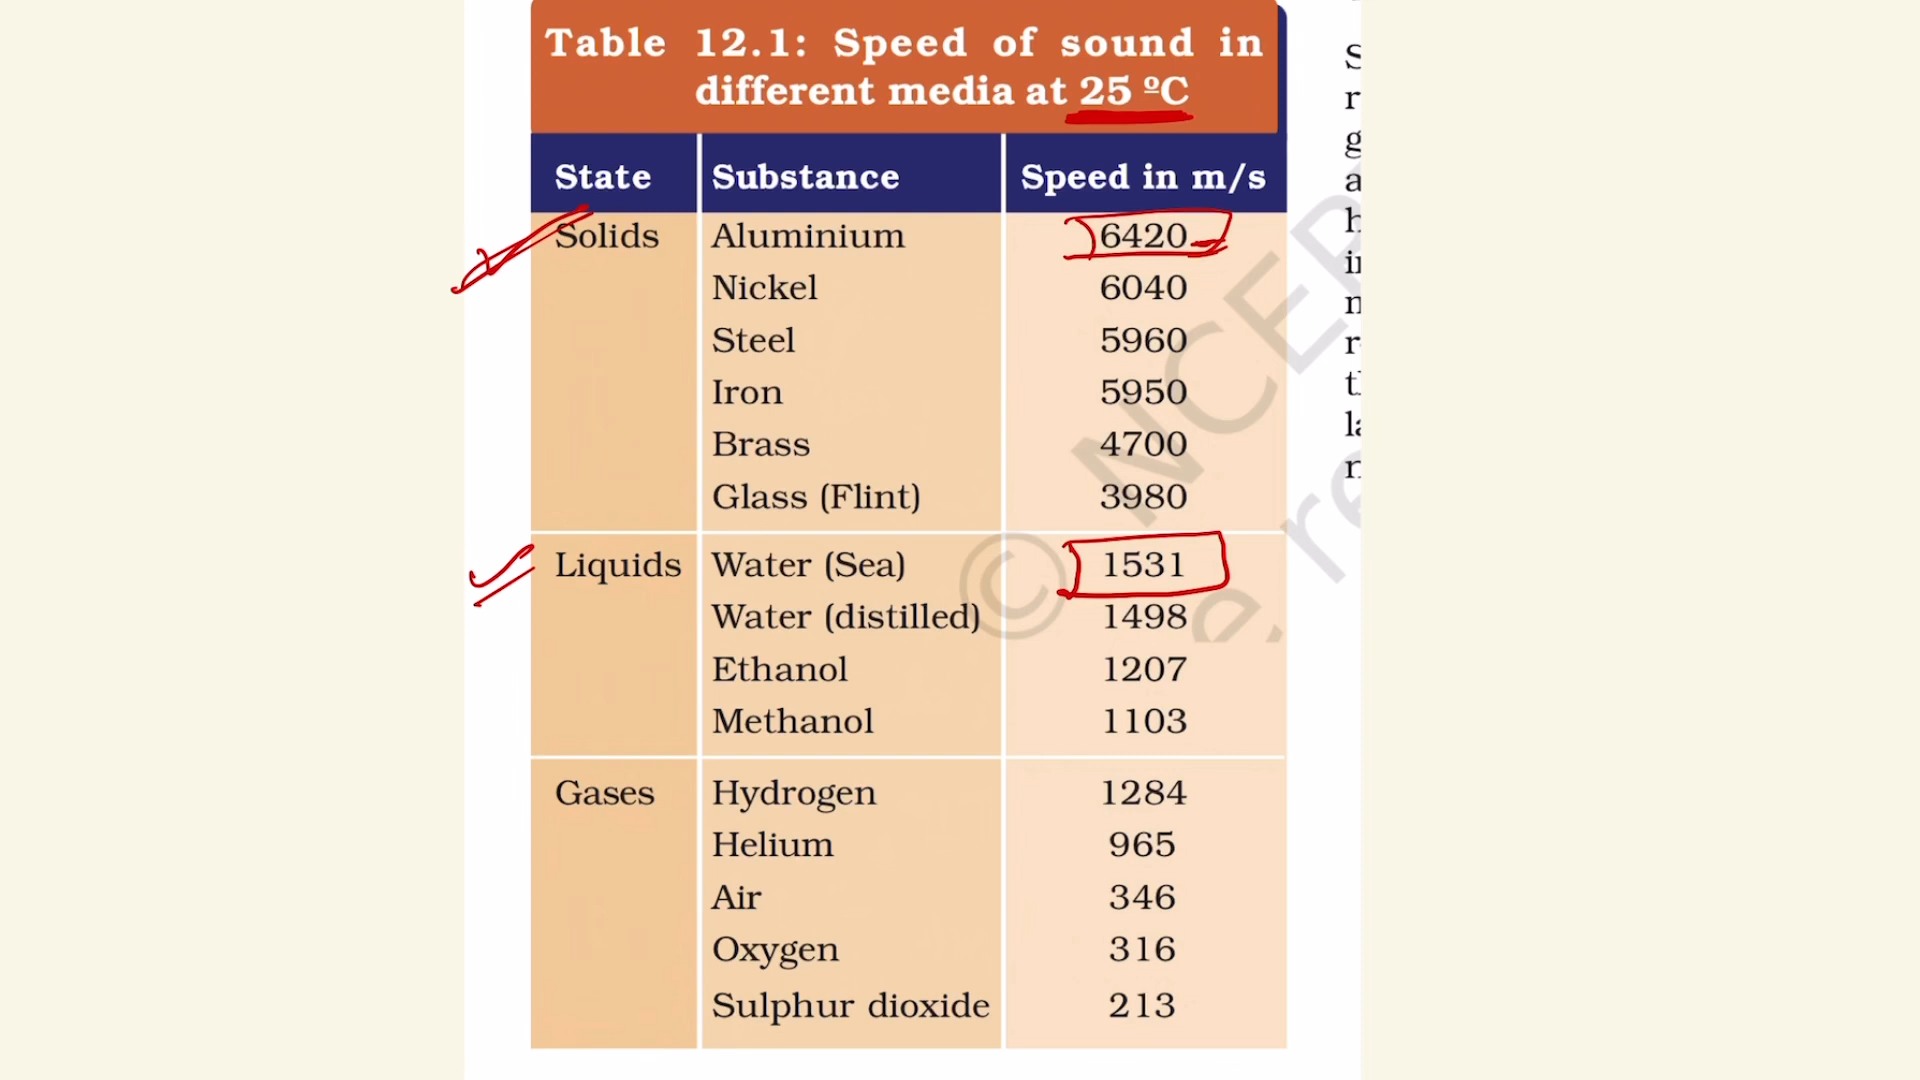 Table 12.1: Speed of sound in
different media at 25 ºC
State Substance Speed in m/s
Solids Aluminium 6420
Nickel 6040
Steel 5960
Iron 5950
Brass 4700
Glass (Flint) 3980
Liquids Water (Sea) 1531
Water (distilled) 1498
Ethanol 1207
Methanol 1103
Gases Hydrogen 1284
Helium 965
Air 346
Oxygen 316
Sulphur dioxide 213
© NCER